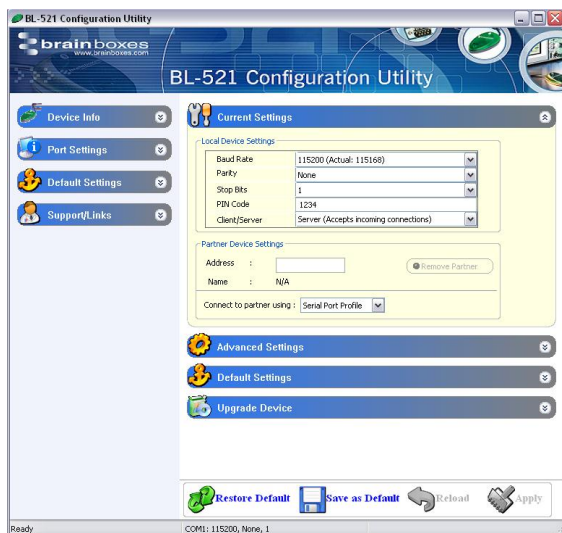 BL-521 Configuration Utility
brainboxes
www.brainboxes.com
BL-521 Configuration Utility
Device Info
Port Settings
Default Settings
Support/Links
Current Settings
Local Device Settings
Baud Rate 115200 (Actual: 115168)
Parity None
Stop Bits 1
PIN Code 1234
Client/Server Server (Accepts incoming connections)
Partner Device Settings
Address :
Remove Partner
Name : N/A
Connect to partner using : Serial Port Profile
Advanced Settings
Default Settings
Upgrade Device
Restore Default Save as Default Reload Apply
Ready COM1: 115200, None, 1